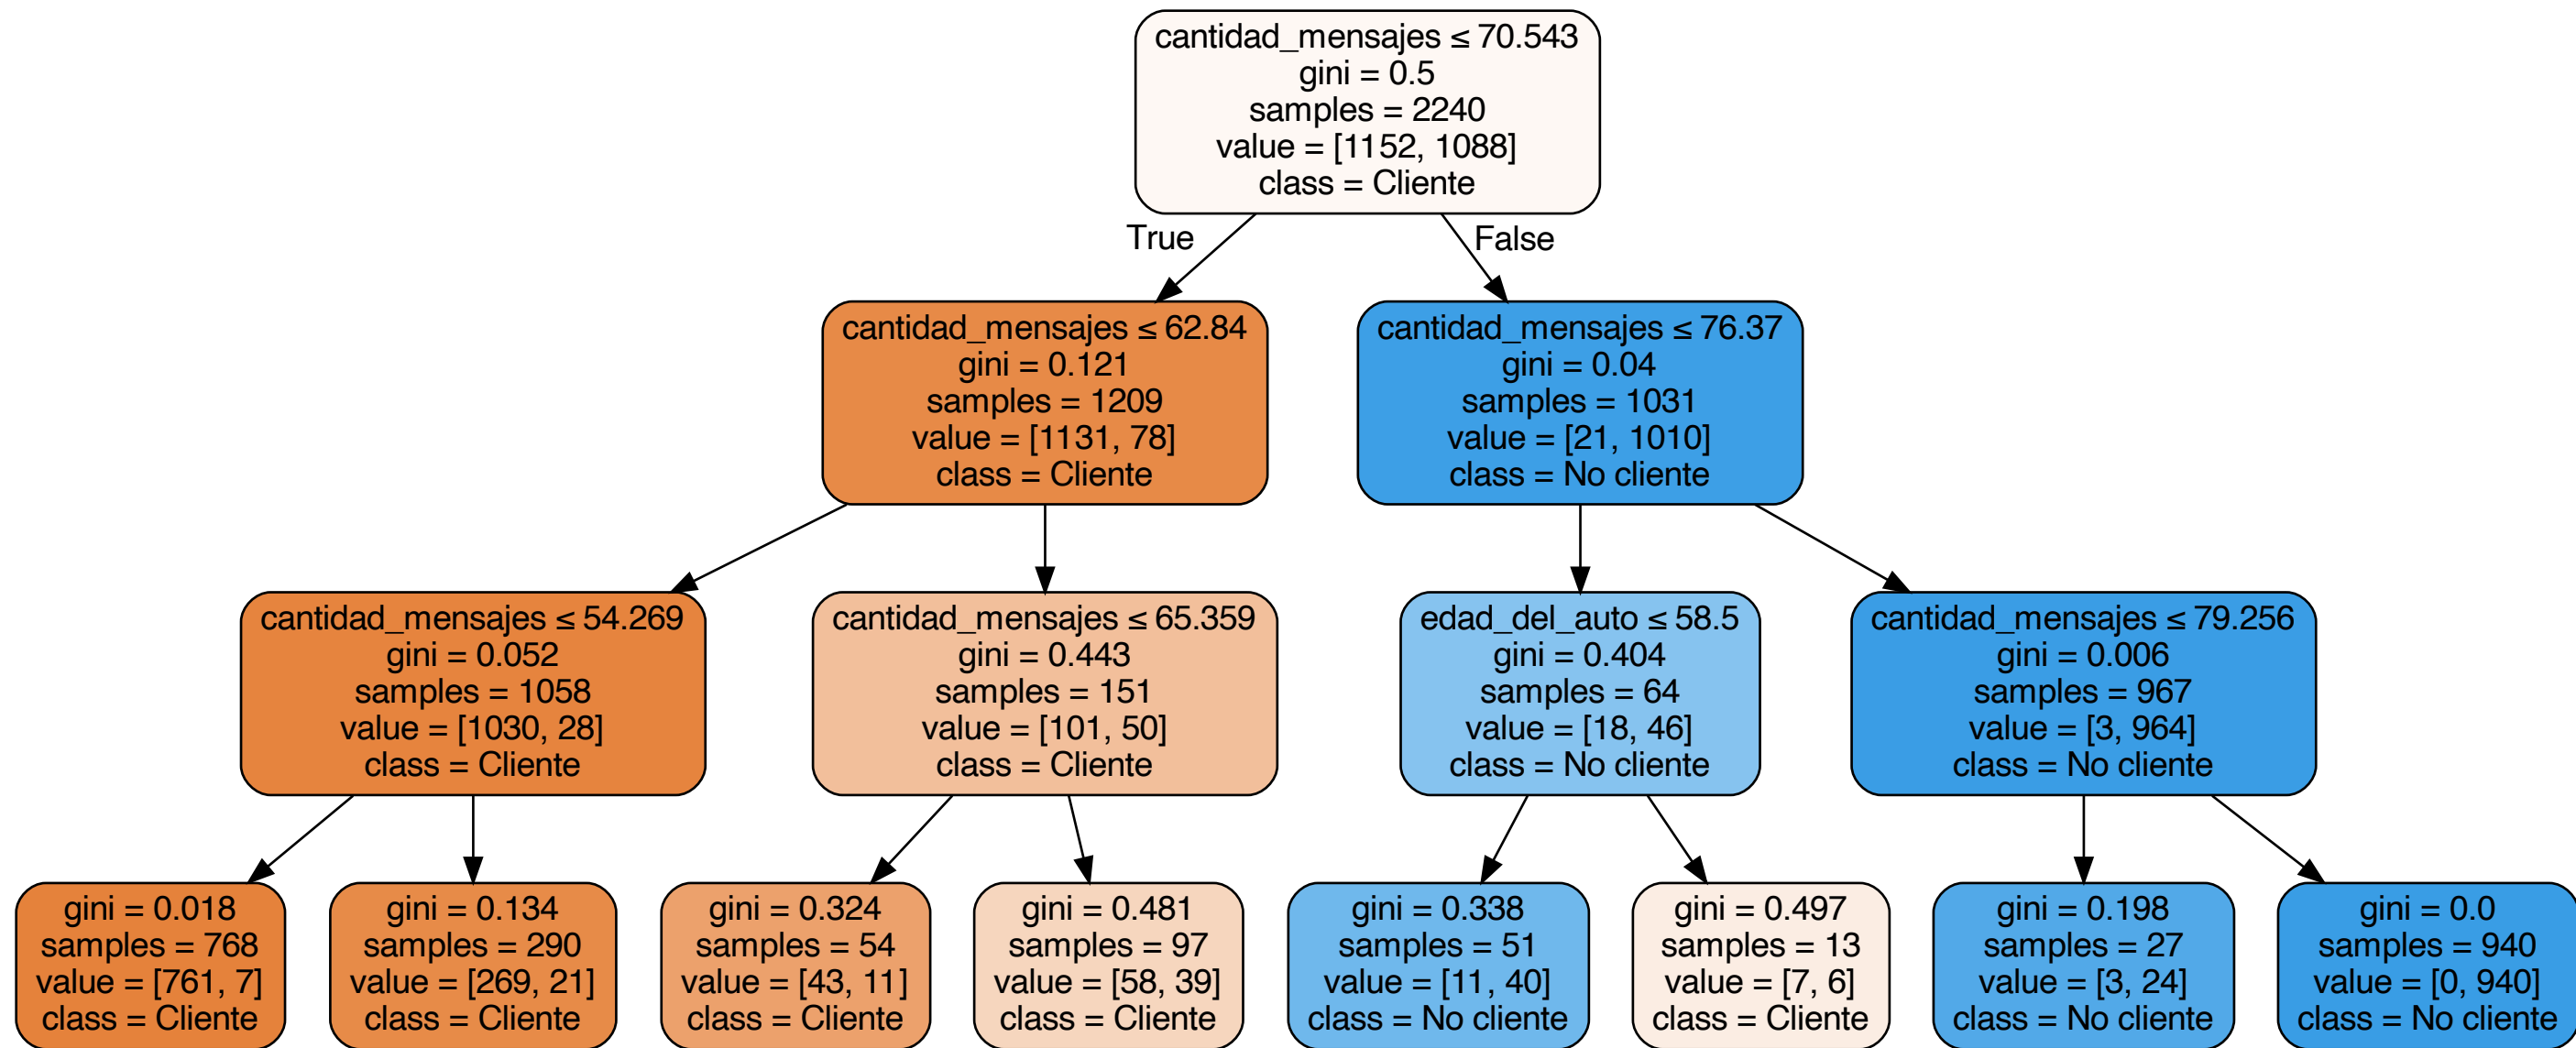 cantidad_mensajes ≤ 70.543
gini = 0.5
samples = 2240
value = [1152, 1088]
class = Cliente
True
False
cantidad_mensajes ≤ 62.84
gini = 0.121
samples = 1209
value = [1131, 78]
class = Cliente
cantidad_mensajes ≤ 76.37
gini = 0.04
samples = 1031
value = [21, 1010]
class = No cliente
cantidad_mensajes ≤ 54.269
gini = 0.052
samples = 1058
value = [1030, 28]
class = Cliente
cantidad_mensajes ≤ 65.359
gini = 0.443
samples = 151
value = [101, 50]
class = Cliente
edad_del_auto ≤ 58.5
gini = 0.404
samples = 64
value = [18, 46]
class = No cliente
cantidad_mensajes ≤ 79.256
gini = 0.006
samples = 967
value = [3, 964]
class = No cliente
gini = 0.018
samples = 768
value = [761, 7]
class = Cliente
gini = 0.134
samples = 290
value = [269, 21]
class = Cliente
gini = 0.324
samples = 54
value = [43, 11]
class = Cliente
gini = 0.481
samples = 97
value = [58, 39]
class = Cliente
gini = 0.338
samples = 51
value = [11, 40]
class = No cliente
gini = 0.497
samples = 13
value = [7, 6]
class = Cliente
gini = 0.198
samples = 27
value = [3, 24]
class = No cliente
gini = 0.0
samples = 940
value = [0, 940]
class = No cliente